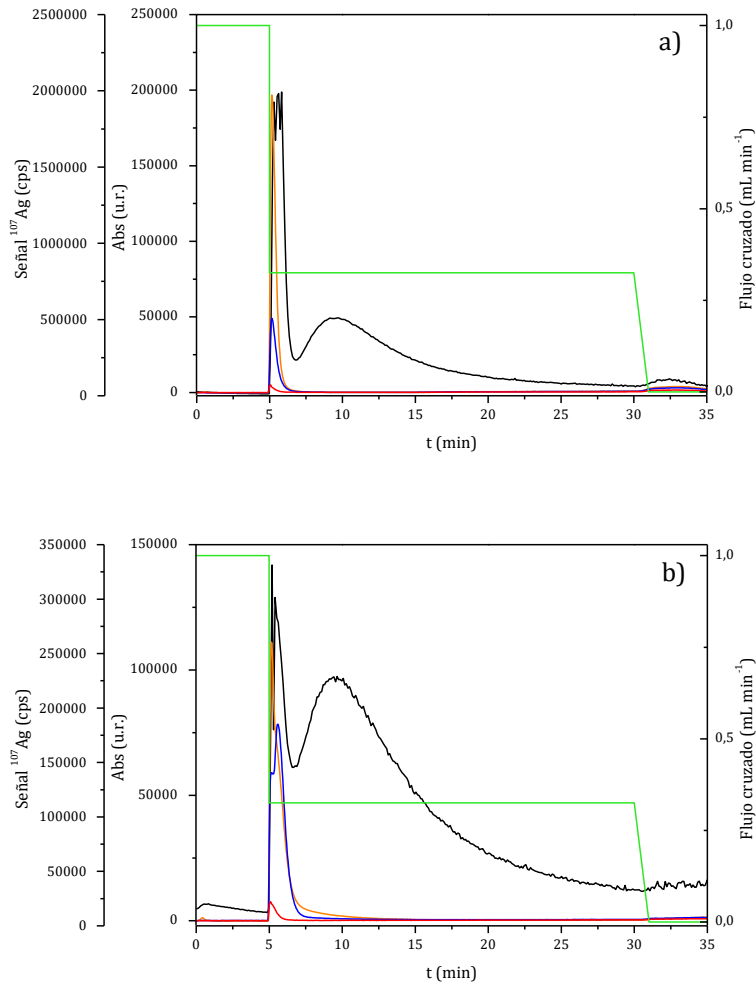 a)
Señal ¹⁰⁷Ag (cps)
2500000
2000000
1500000
1000000
500000
0
Abs (u.r.)
250000
200000
150000
100000
50000
0
Flujo cruzado (mL min⁻¹)
1,0
0,5
0,0
0 5 10 15 20 25 30 35
t (min)
b)
Señal ¹⁰⁷Ag (cps)
350000
300000
250000
200000
150000
100000
50000
0
Abs (u.r.)
150000
100000
50000
0
Flujo cruzado (mL min⁻¹)
1,0
0,5
0,0
0 5 10 15 20 25 30 35
t (min)